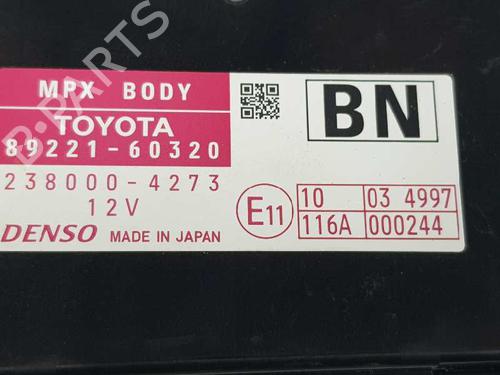 MPX BODY
TOYOTA
89221-60320
238000-4273
12V
DENSO MADE IN JAPAN
BN
E11
10 03 4997
116A 000244
B-PARTS